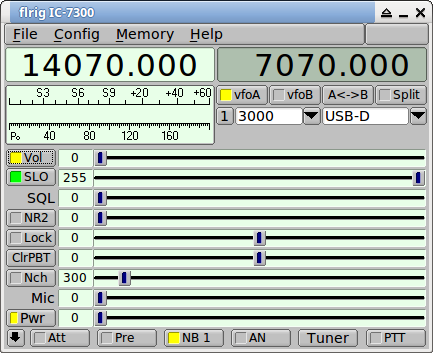 flrig IC-7300
File Config Memory Help
14070.000 7070.000
S3 S6 S9 +20 +40 +60
Po 40 80 120 160
vfoA vfoB A<->B Split
1 3000 USB-D
Vol 0
SLO 255
SQL 0
NR2 0
Lock 0
ClrPBT 0
Nch 300
Mic 0
Pwr 0
Att Pre NB 1 AN Tuner PTT